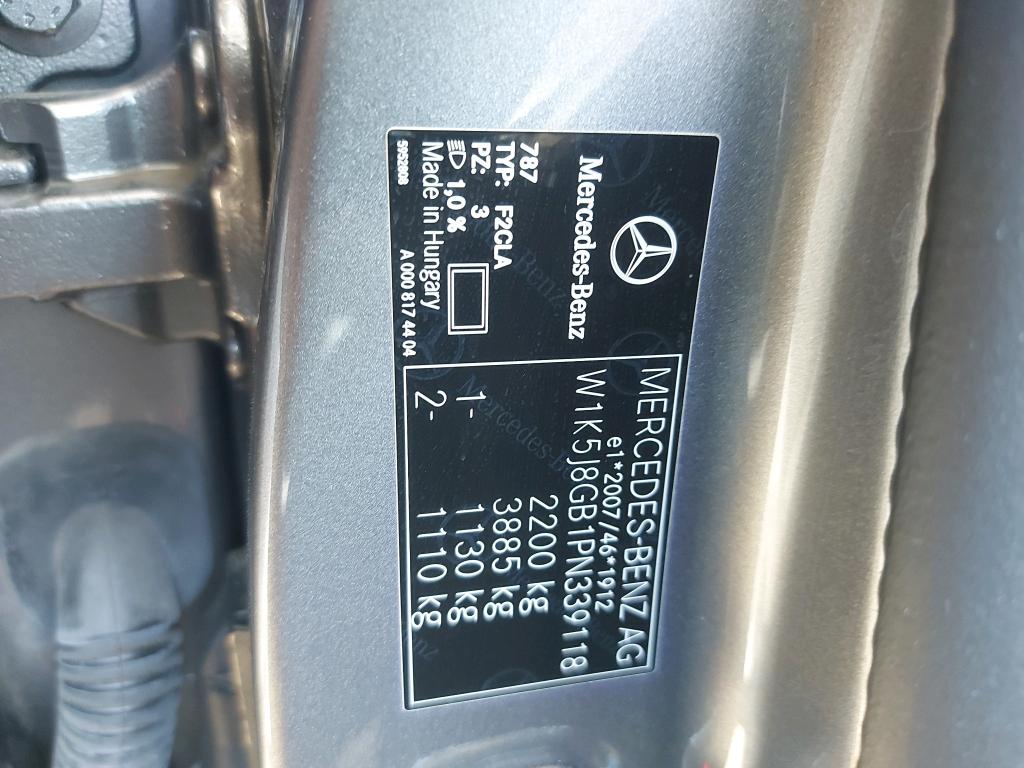 Mercedes-Benz
787
TYP: F2CLA
PZ: 3
1,0 %
Made in Hungary
A 000 817 44 04
MERCEDES-BENZ AG
e1*2007/46*1912
W1K5J8GB1PN339118
2200 kg
3885 kg
1- 1130 kg
2- 1110 kg